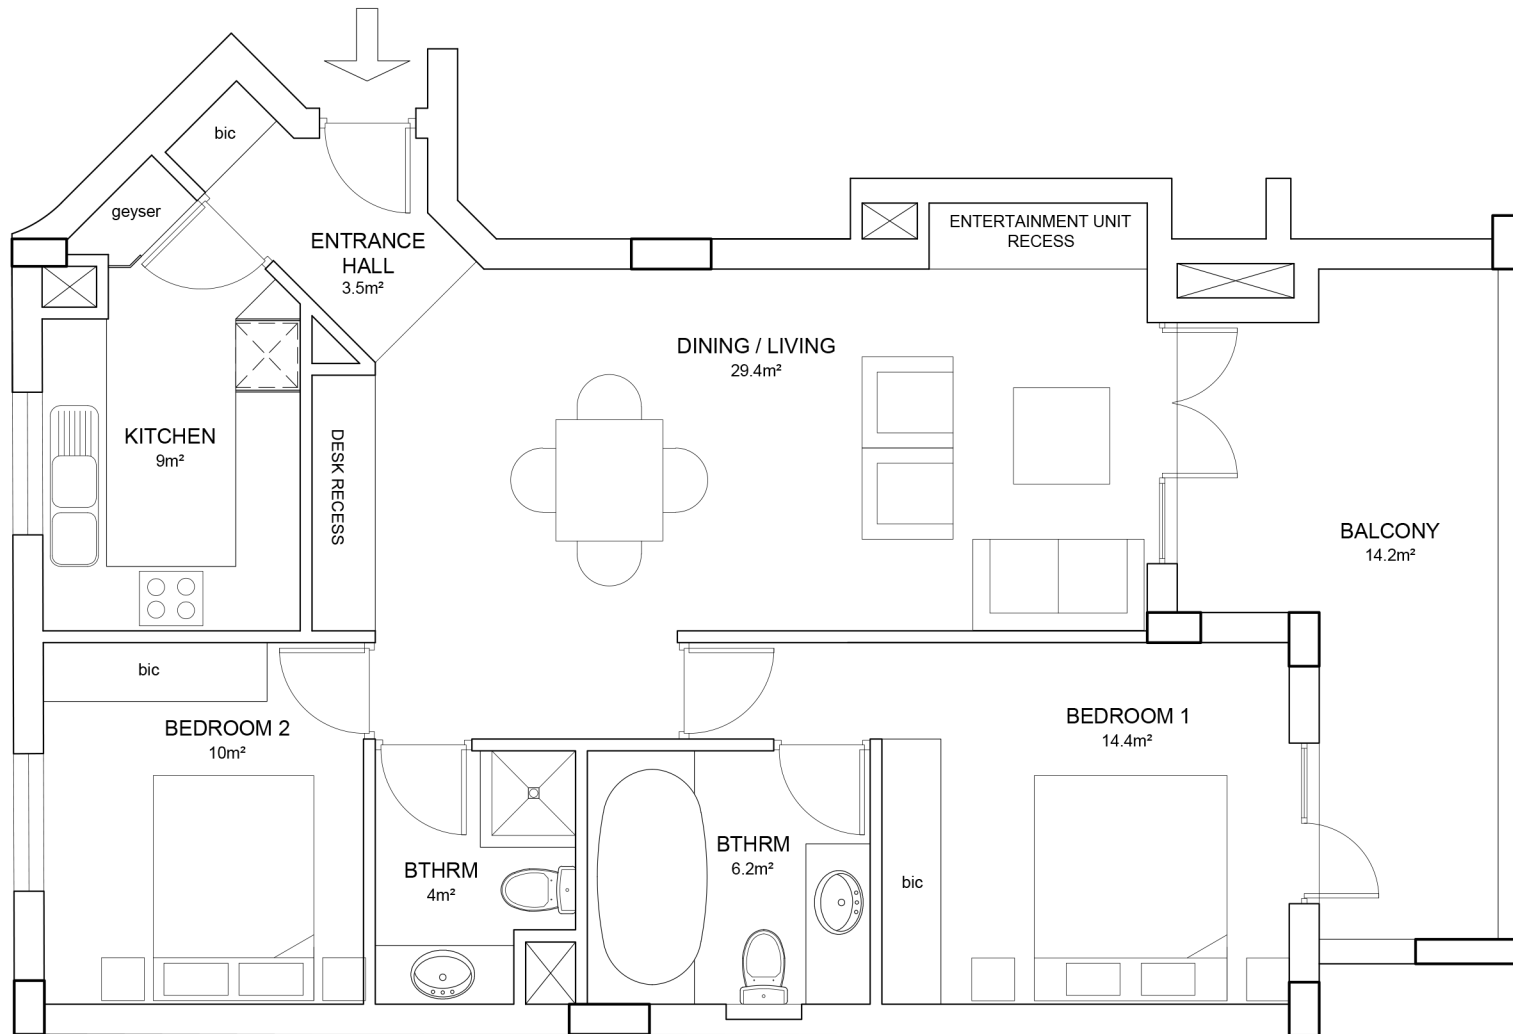 bic
geyser
ENTRANCE
HALL
3.5m²
ENTERTAINMENT UNIT
RECESS
DINING / LIVING
29.4m²
KITCHEN
9m²
DESK RECESS
BALCONY
14.2m²
bic
BEDROOM 2
10m²
BEDROOM 1
14.4m²
BTHRM
4m²
BTHRM
6.2m²
bic